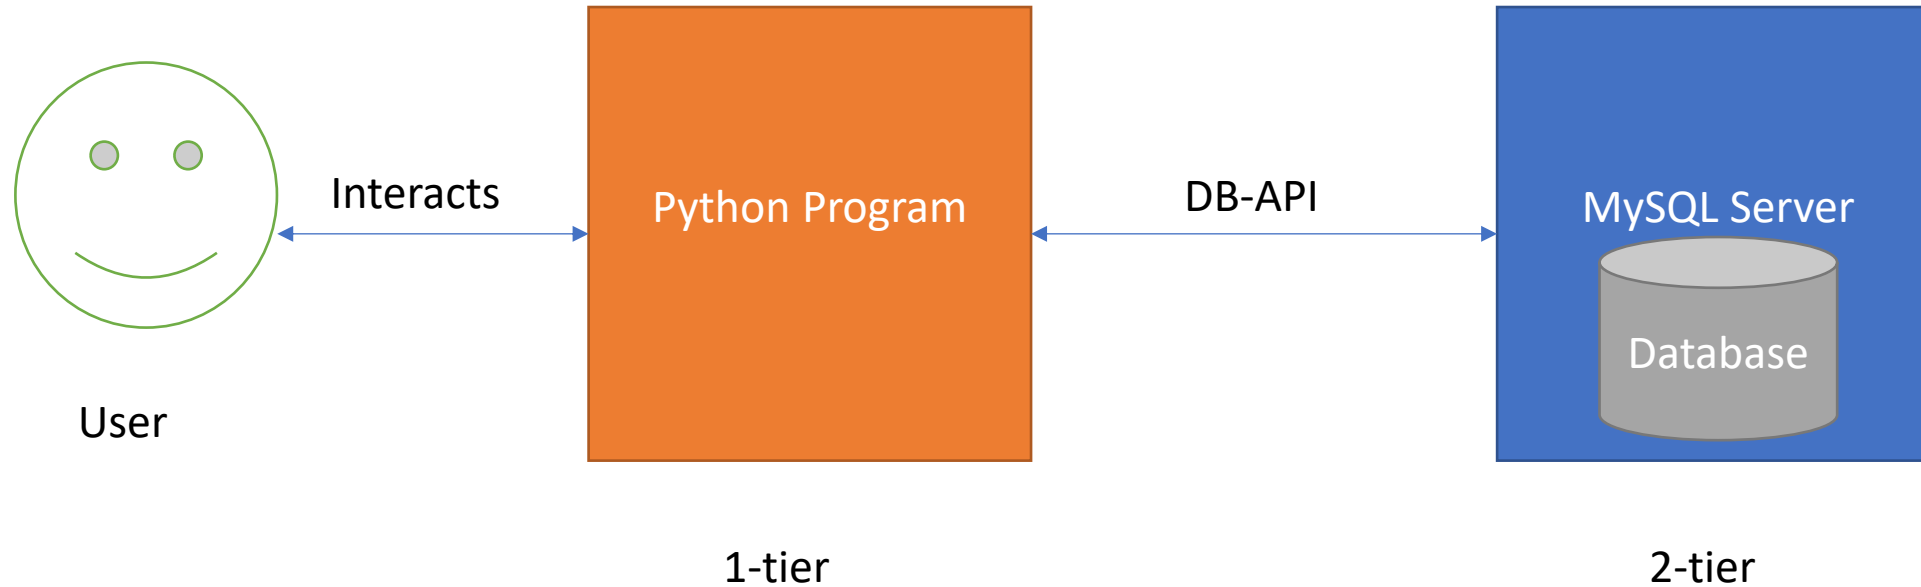 Interacts
Python Program
DB-API
MySQL Server
Database
User
1-tier
2-tier